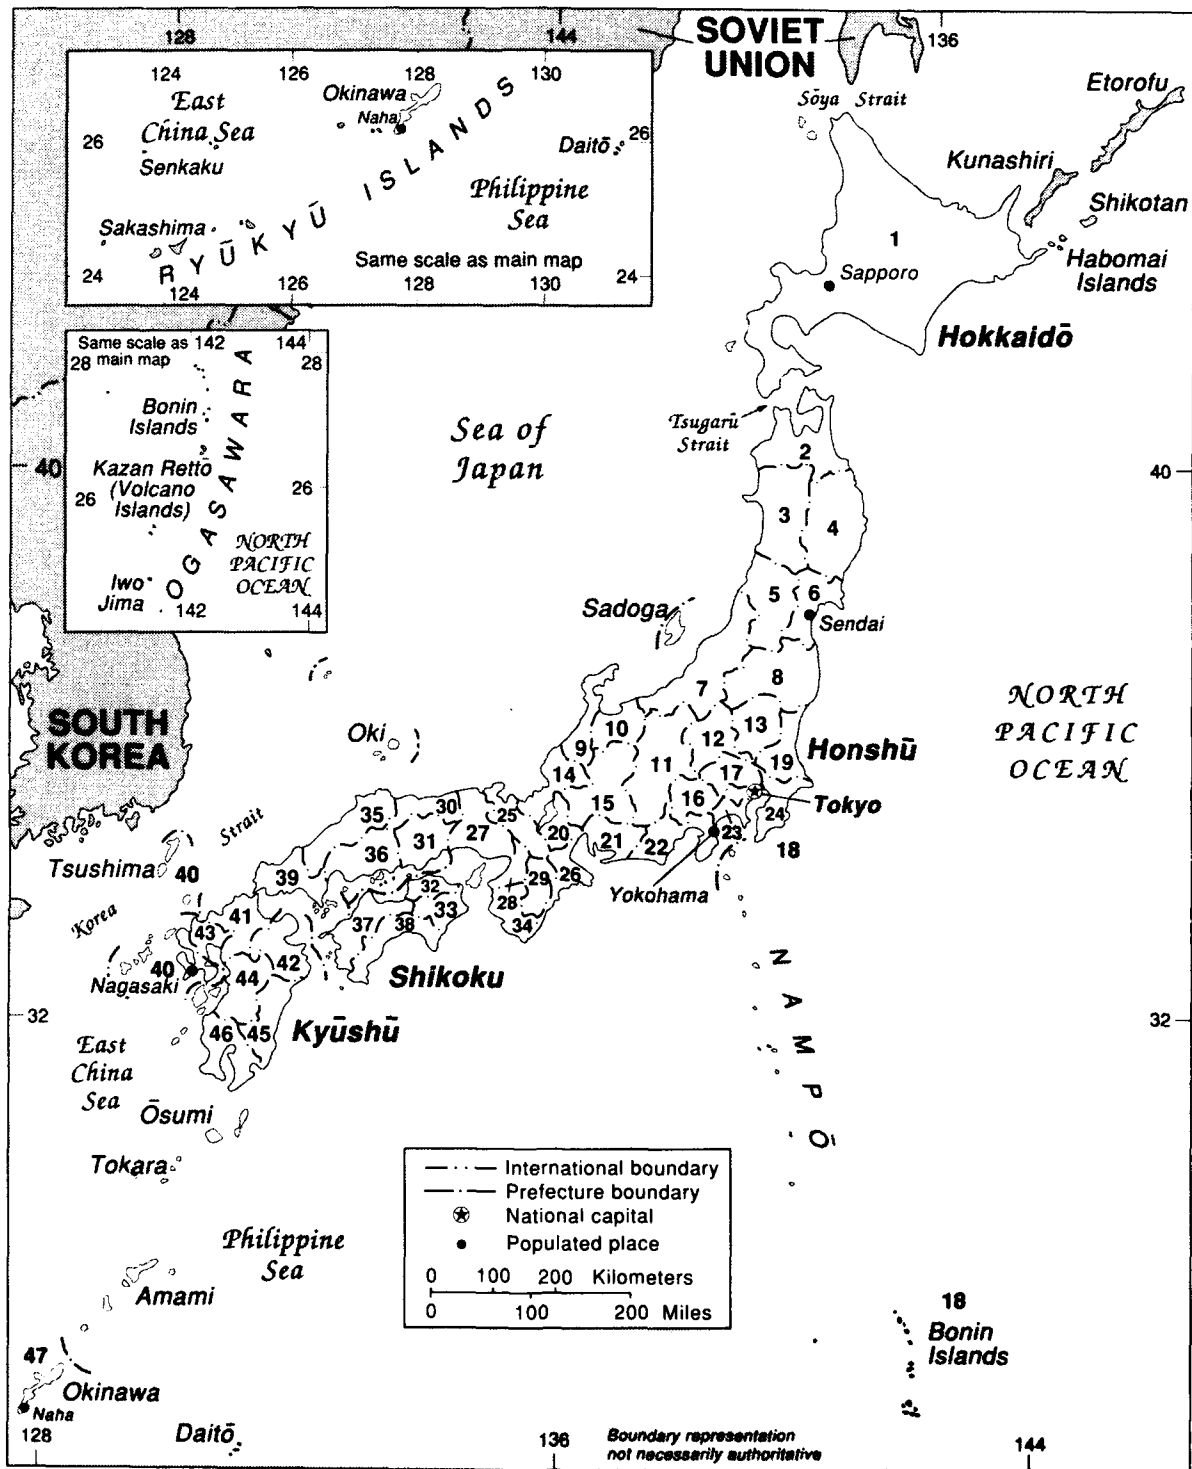 128
144
SOVIET
UNION
136
124
126
128
130
East
China Sea
Okinawa
Naha
26
Senkaku
Daitō
26
Philippine
Sea
Sakashima
RYŪKYŪ ISLANDS
24
Same scale as main map
24
124
126
128
130
Sōya Strait
Etorofu
Kunashiri
Shikotan
Habomai
Islands
1
Sapporo
Hokkaidō
Same scale as
main map
142
144
28
28
Bonin
Islands
Kazan Rettō
(Volcano
Islands)
26
26
OGASAWARA
NORTH
PACIFIC
OCEAN
Iwo
Jima
142
144
40
Sea of
Japan
Tsugarū
Strait
2
40
3
4
5
6
Sendai
Sadoga
7
8
NORTH
PACIFIC
OCEAN
SOUTH
KOREA
Oki
10
13
9
12
Honshū
11
14
17
19
16
Tokyo
15
24
35
30
25
27
20
21
22
23
18
31
36
Strait
Tsushima
40
39
29
26
Yokohama
32
28
Korea
41
33
34
43
37
38
40
42
44
Nagasaki
Shikoku
NAMPŌ
32
46
45
Kyūshū
32
East
China
Sea
Ōsumi
Tokara
International boundary
Prefecture boundary
National capital
Populated place
0 100 200 Kilometers
0 100 200 Miles
Philippine
Sea
Amami
18
Bonin
Islands
47
Okinawa
Naha
128
Daitō
136
Boundary representation
not necessarily authoritative
144